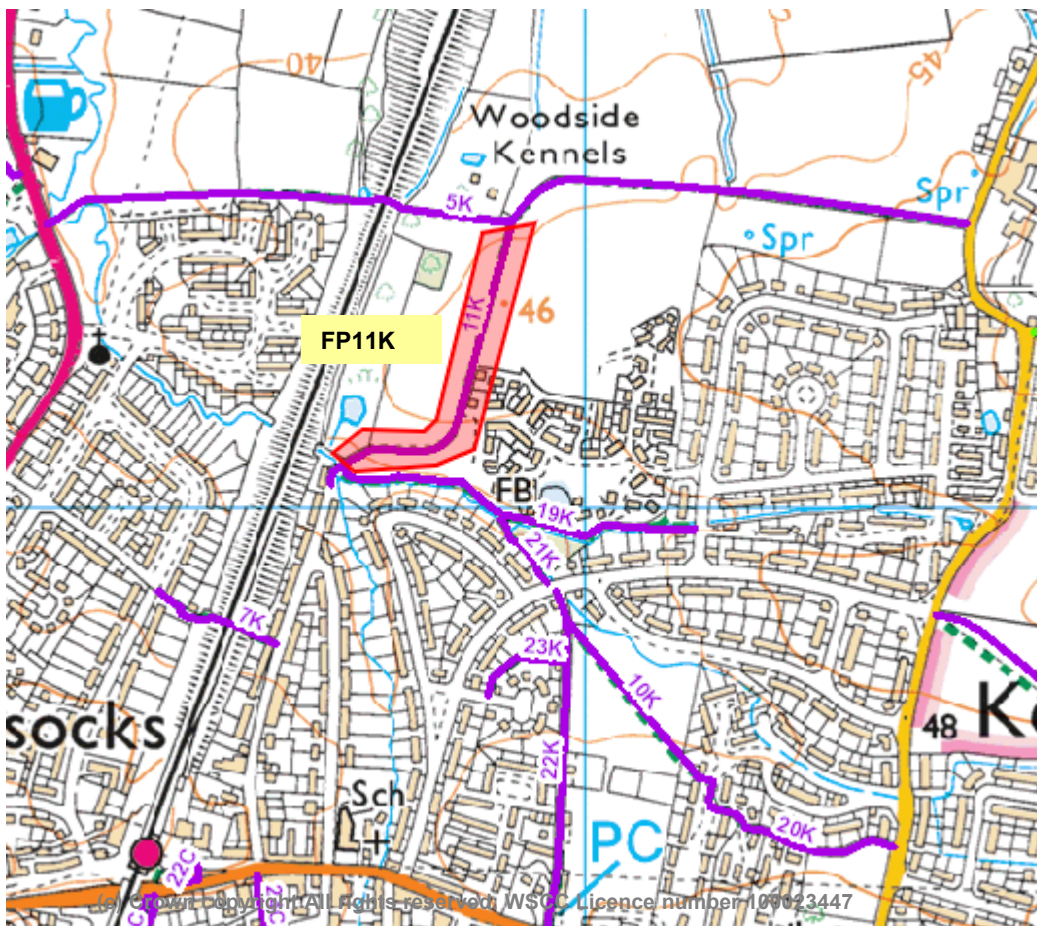 40
45
Woodside
Kennels
Spr
5K
Spr
11K
46
FP11K
FB
19K
21K
7K
23K
10K
socks
48 K
22K
Sch
PC
20K
22C
C
(c) Crown copyright. All rights reserved. WSCC Licence number 100023447